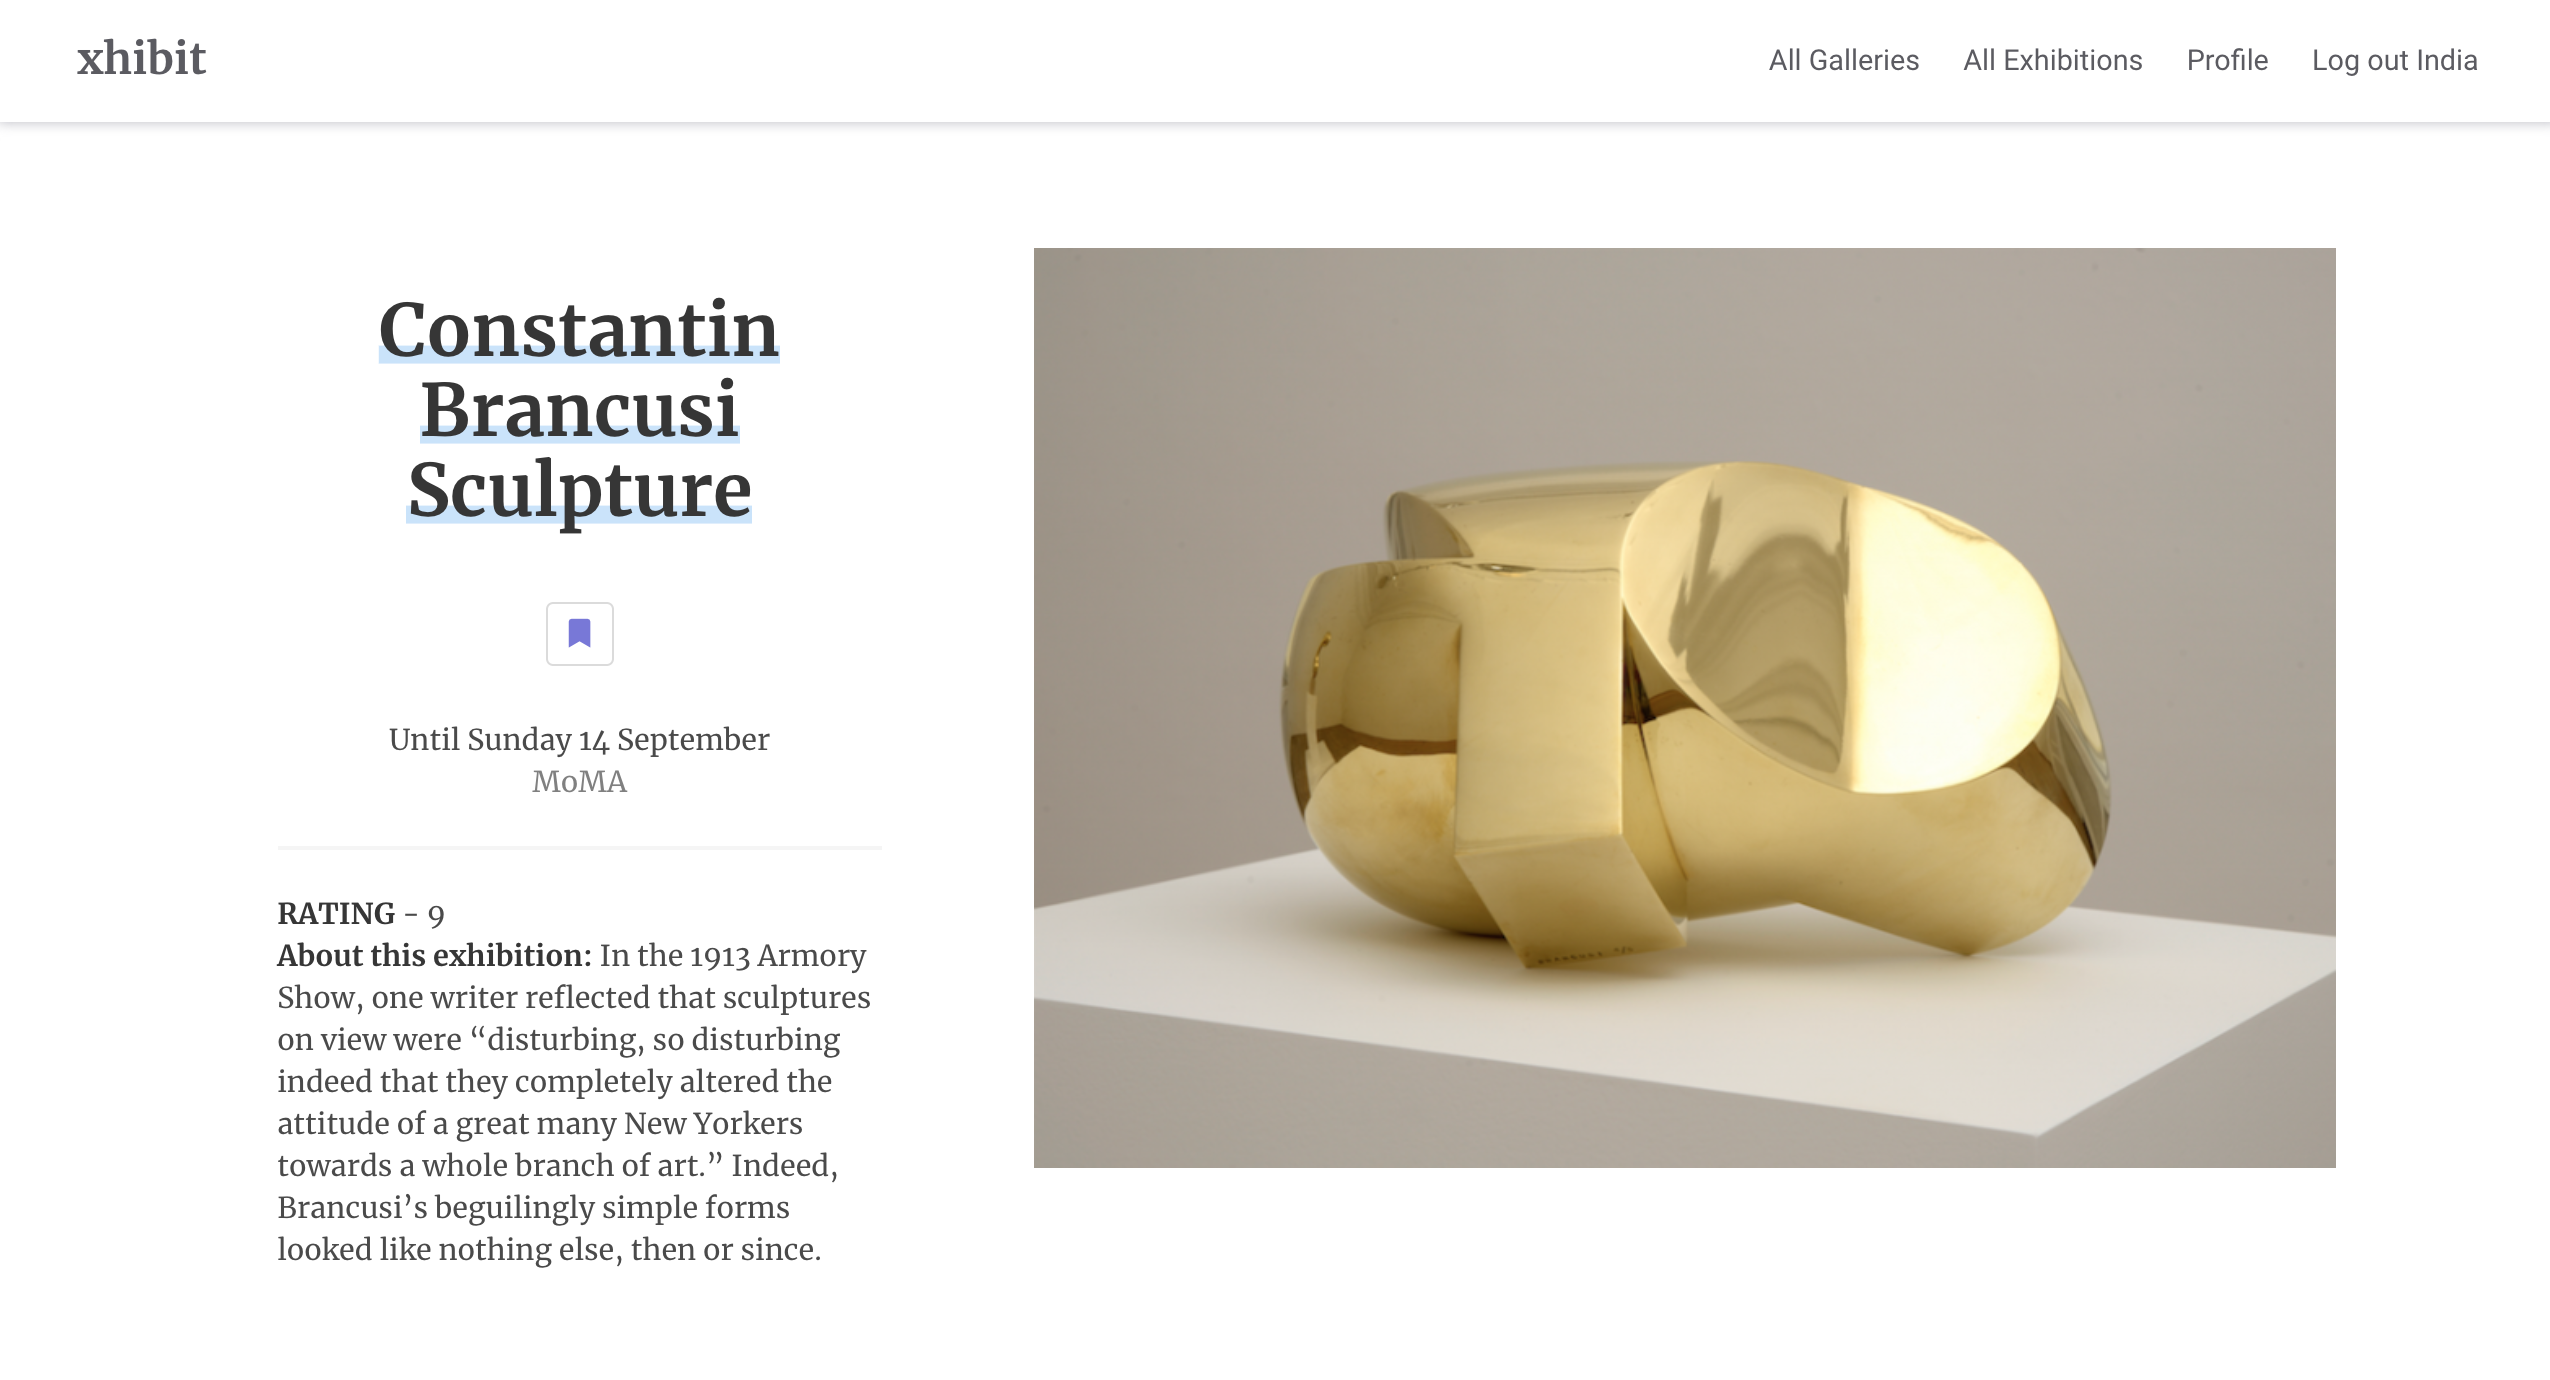 xhibit
All Galleries All Exhibitions Profile Log out India
Constantin
Brancusi
Sculpture
Until Sunday 14 September
MoMA
RATING - 9
About this exhibition: In the 1913 Armory
Show, one writer reflected that sculptures
on view were “disturbing, so disturbing
indeed that they completely altered the
attitude of a great many New Yorkers
towards a whole branch of art.” Indeed,
Brancusi’s beguilingly simple forms
looked like nothing else, then or since.